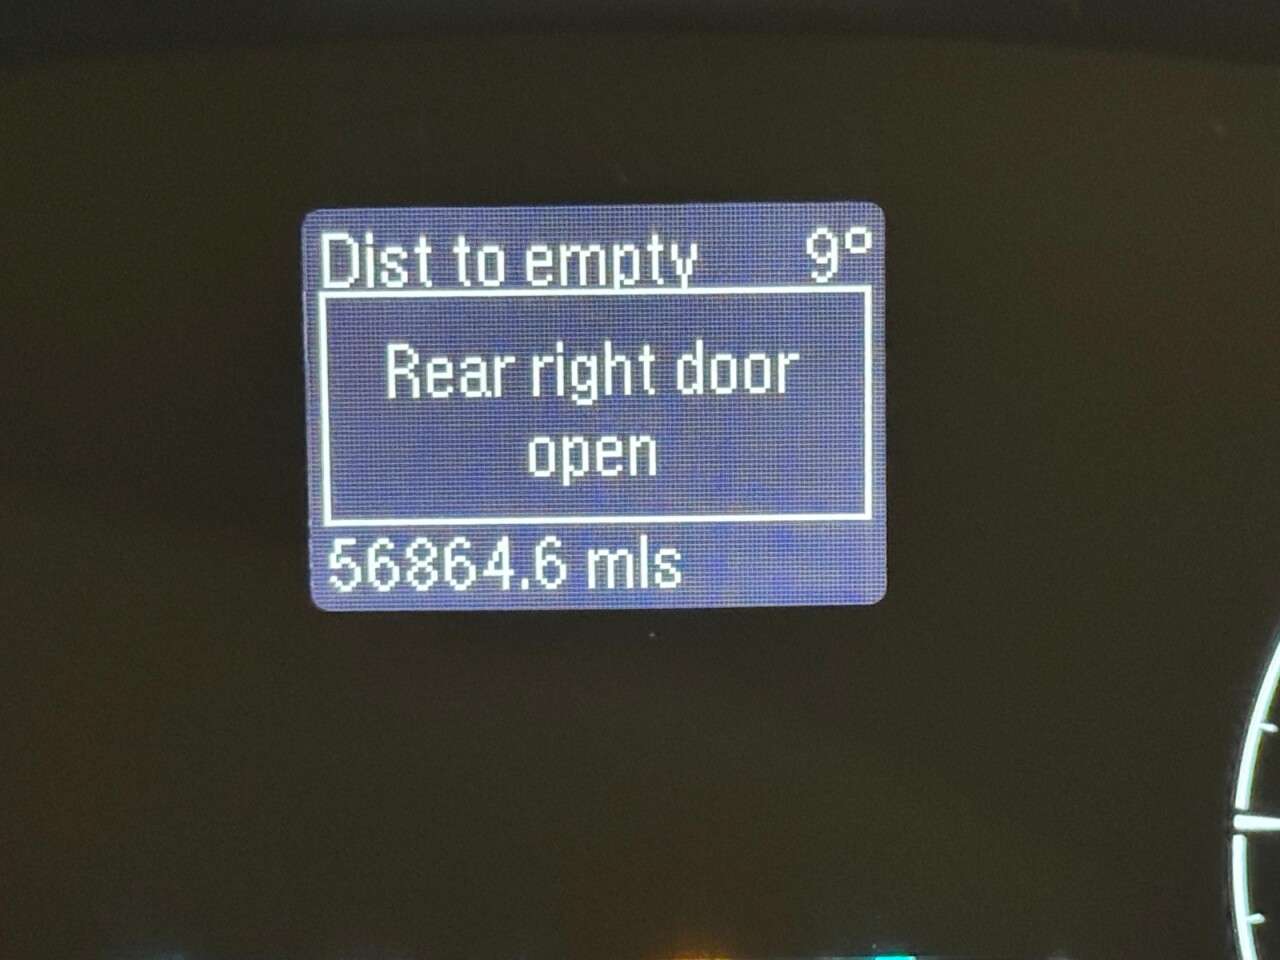 Dist to empty 9°
Rear right door
open
56864.6 mls